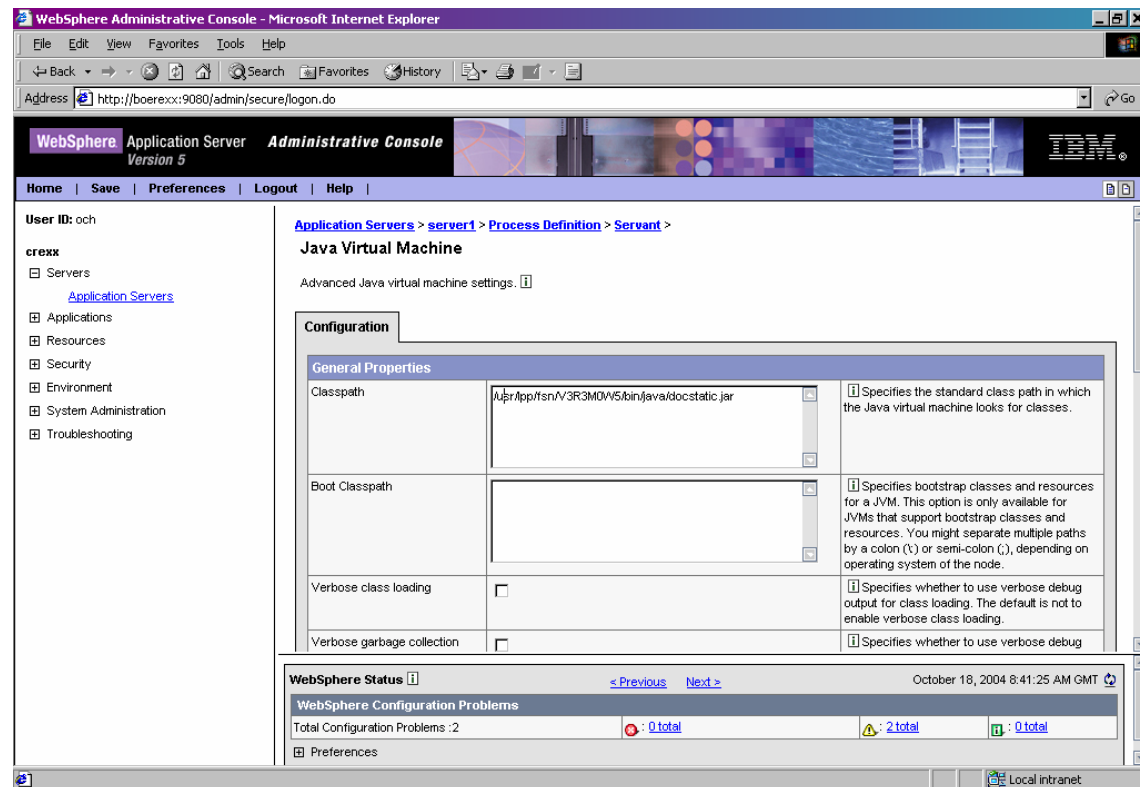 WebSphere Administrative Console - Microsoft Internet Explorer
File Edit View Favorites Tools Help
Back Search Favorites History
Address http://boerexx:9080/admin/secure/logon.do Go
WebSphere Application Server Administrative Console
Version 5
IBM
Home | Save | Preferences | Logout | Help |
User ID: och
crexx
Servers
Application Servers
Applications
Resources
Security
Environment
System Administration
Troubleshooting
Application Servers > server1 > Process Definition > Servant >
Java Virtual Machine
Advanced Java virtual machine settings. i
Configuration
General Properties
Classpath
/usr/lpp/fsn/V3R3M0W5/bin/java/docstatic.jar
i Specifies the standard class path in which
the Java virtual machine looks for classes.
Boot Classpath
i Specifies bootstrap classes and resources
for a JVM. This option is only available for
JVMs that support bootstrap classes and
resources. You might separate multiple paths
by a colon (\:) or semi-colon (;), depending on
operating system of the node.
Verbose class loading
i Specifies whether to use verbose debug
output for class loading. The default is not to
enable verbose class loading.
Verbose garbage collection
i Specifies whether to use verbose debug
WebSphere Status i < Previous Next > October 18, 2004 8:41:25 AM GMT
WebSphere Configuration Problems
Total Configuration Problems :2 : 0 total : 2 total : 0 total
Preferences
Local intranet